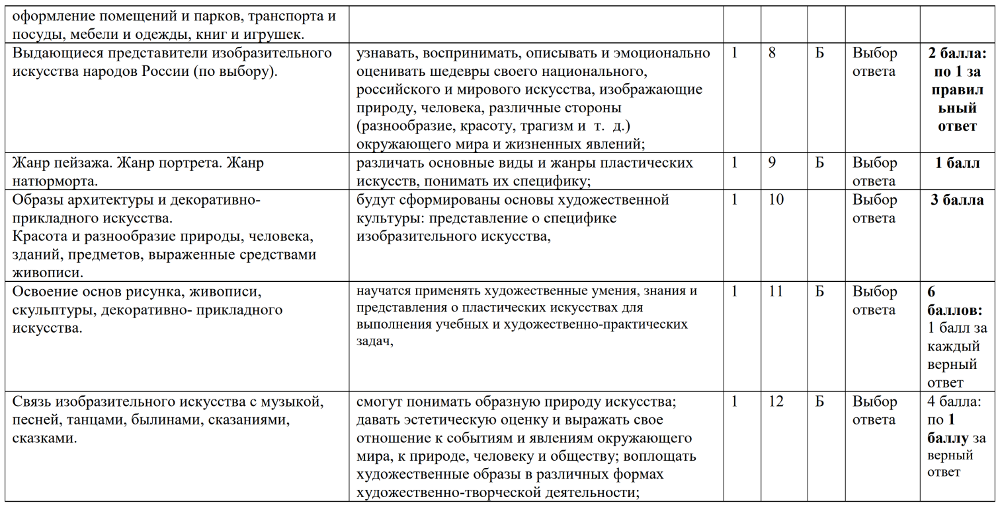 оформление помещений и парков, транспорта и
посуды, мебели и одежды, книг и игрушек.
Выдающиеся представители изобразительного
искусства народов России (по выбору).
узнавать, воспринимать, описывать и эмоционально
оценивать шедевры своего национального,
российского и мирового искусства, изображающие
природу, человека, различные стороны
(разнообразие, красоту, трагизм и т. д.)
окружающего мира и жизненных явлений;
1
8
Б
Выбор
ответа
2 балла:
по 1 за
правил
ьный
ответ
Жанр пейзажа. Жанр портрета. Жанр
натюрморта.
различать основные виды и жанры пластических
искусств, понимать их специфику;
1
9
Б
Выбор
ответа
1 балл
Образы архитектуры и декоративно-
прикладного искусства.
Красота и разнообразие природы, человека,
зданий, предметов, выраженные средствами
живописи.
будут сформированы основы художественной
культуры: представление о специфике
изобразительного искусства,
1
10
Выбор
ответа
3 балла
Освоение основ рисунка, живописи,
скульптуры, декоративно- прикладного
искусства.
научатся применять художественные умения, знания и
представления о пластических искусствах для
выполнения учебных и художественно-практических
задач,
1
11
Б
Выбор
ответа
6
баллов:
1 балл за
каждый
верный
ответ
Связь изобразительного искусства с музыкой,
песней, танцами, былинами, сказаниями,
сказками.
смогут понимать образную природу искусства;
давать эстетическую оценку и выражать свое
отношение к событиям и явлениям окружающего
мира, к природе, человеку и обществу; воплощать
художественные образы в различных формах
художественно-творческой деятельности;
1
12
Б
Выбор
ответа
4 балла:
по 1
баллу за
верный
ответ